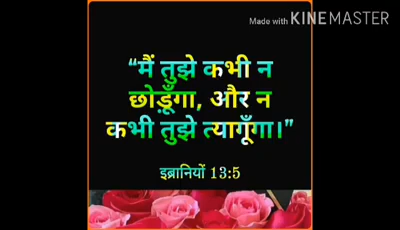 Made with KINEMASTER
“मैं तुझे कभी न
छोड़ूँगा, और न
कभी तुझे त्यागूँगा।”
इब्रानियों 13:5